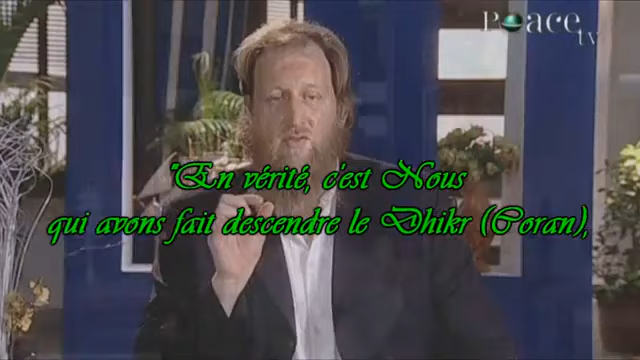 Peace tv
"En vérité, c'est Nous
qui avons fait descendre le Dhikr (Coran),